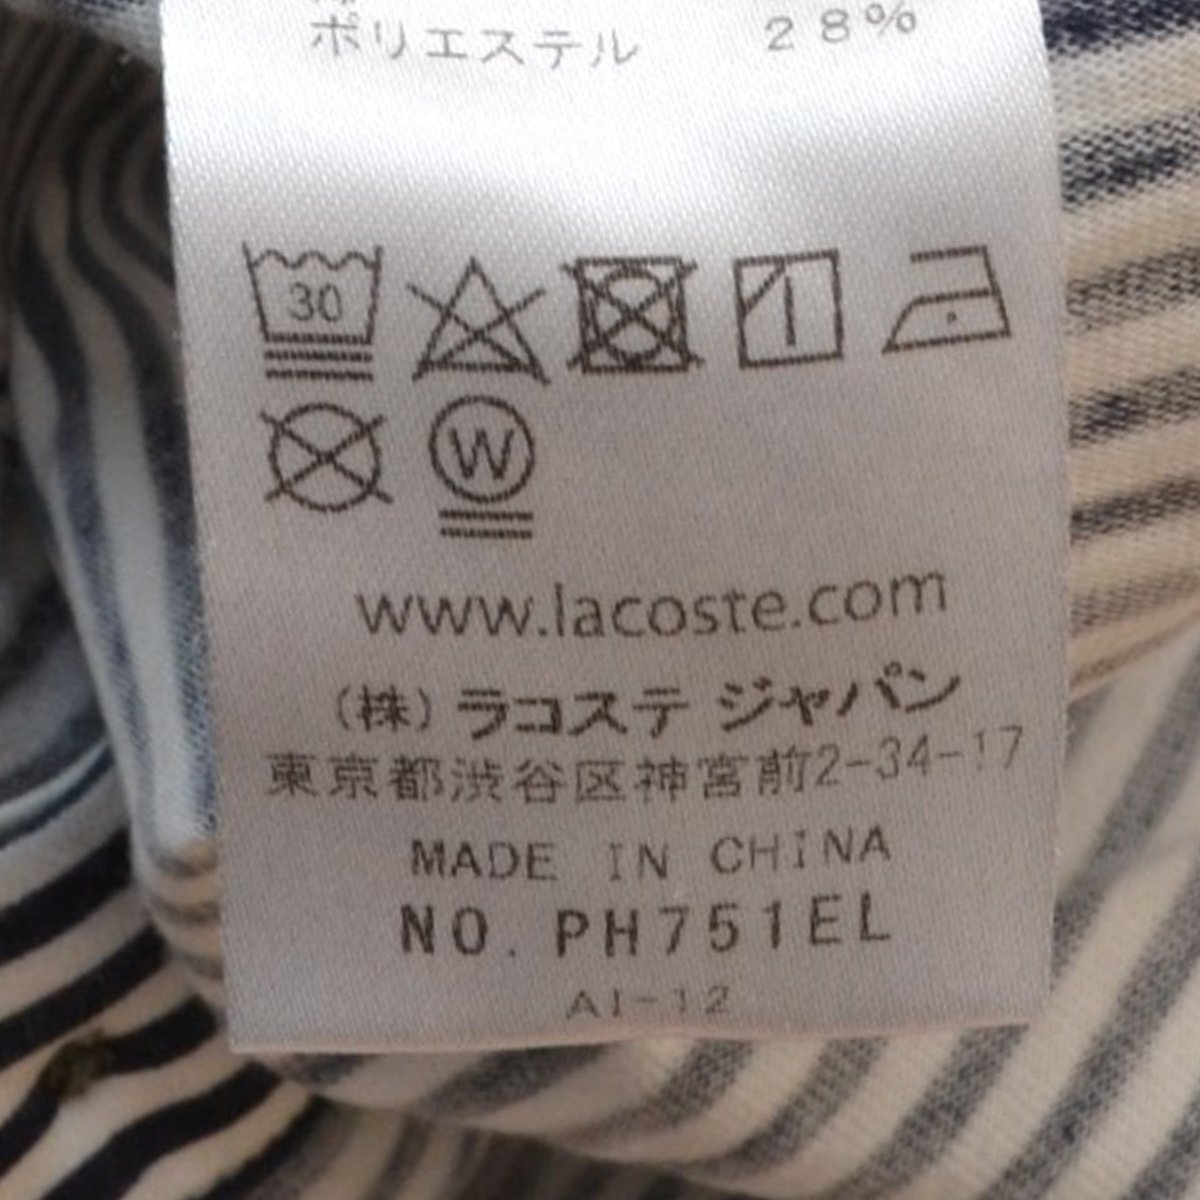 ポリエステル 28%
30
W
www.lacoste.com
(株) ラコステ ジャパン
東京都渋谷区神宮前2-34-17
MADE IN CHINA
NO. PH751EL
AI-12